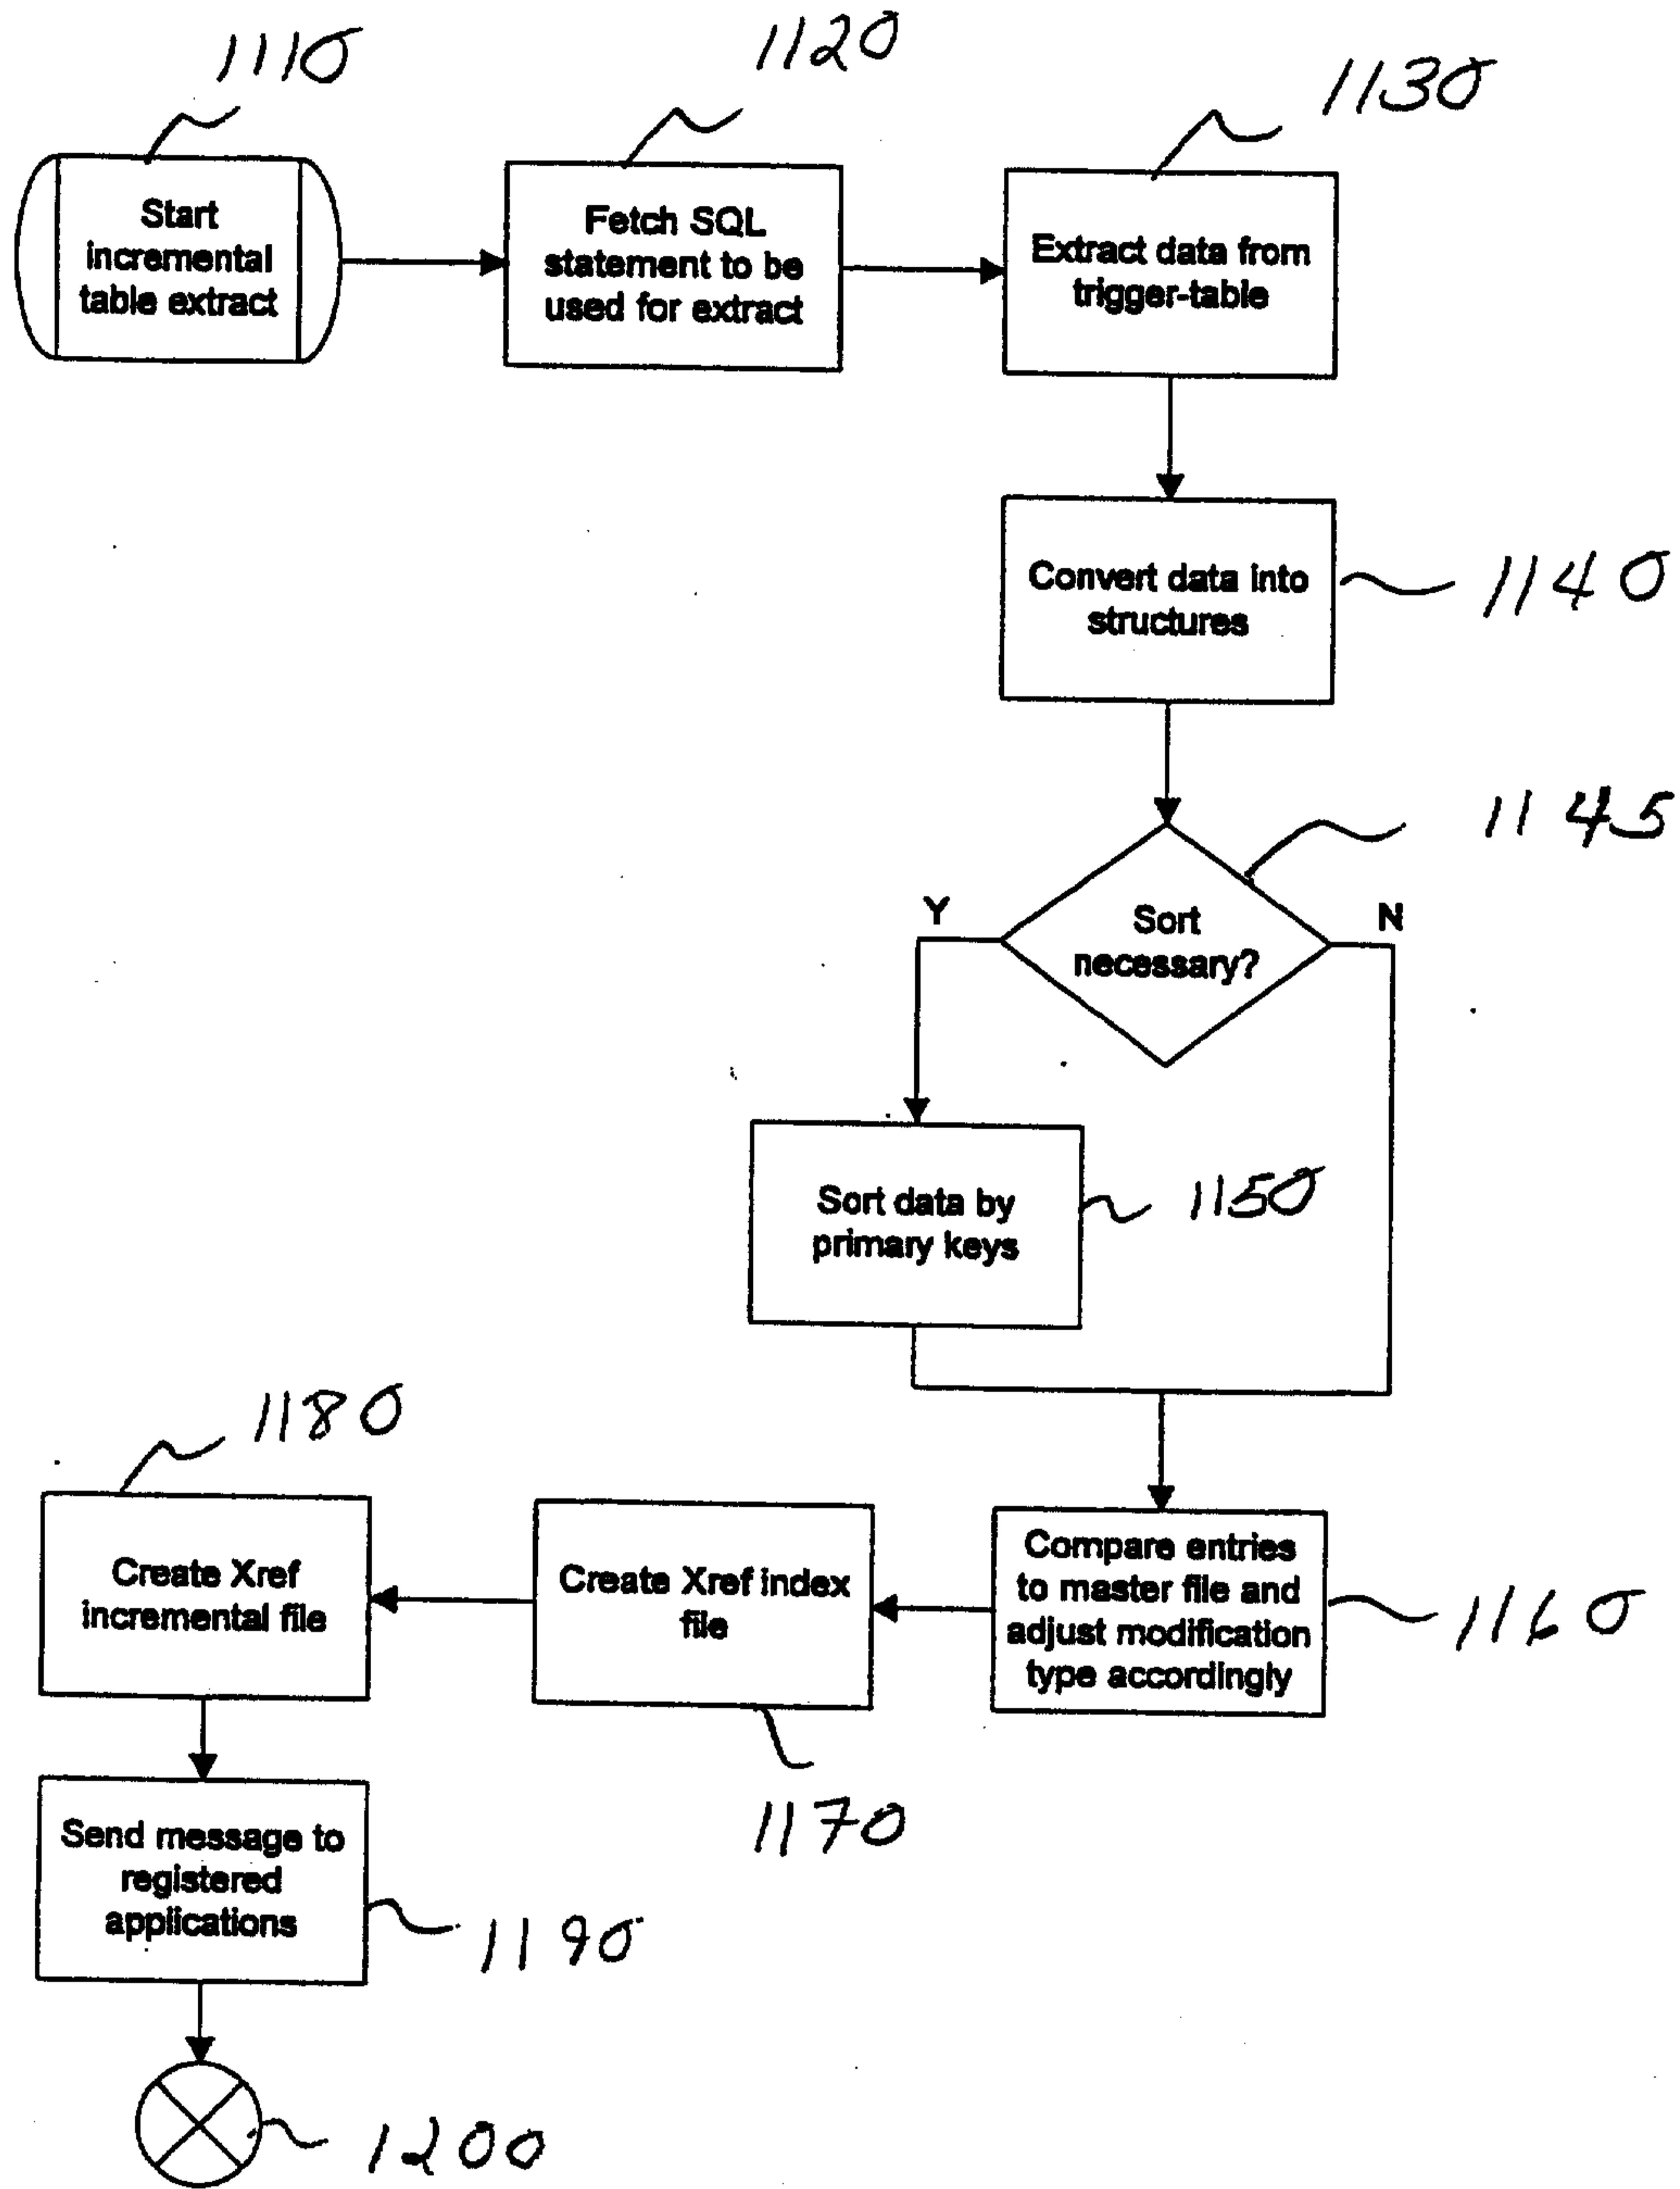 1110
1120
1130
Start
incremental
table extract
Fetch SQL
statement to be
used for extract
Extract data from
trigger-table
Convert data into
structures
1140
1145
Y
N
Sort
necessary?
Sort data by
primary keys
1150
1180
Create Xref
incremental file
Create Xref index
file
Compare entries
to master file and
adjust modification
type accordingly
1160
1170
Send message to
registered
applications
1190
1200